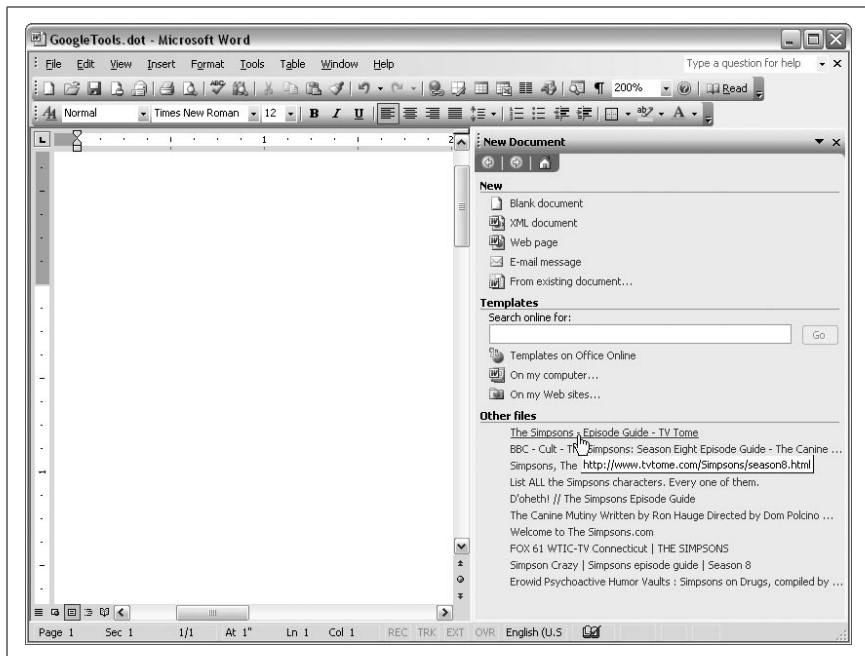 GoogleTools.dot - Microsoft Word
File Edit View Insert Format Tools Table Window Help Type a question for help
200% Read
Normal Times New Roman 12 B I U
L 1 2
New Document
New
Blank document
XML document
Web page
E-mail message
From existing document...
Templates
Search online for:
Go
Templates on Office Online
On my computer...
On my Web sites...
Other files
The Simpsons - Episode Guide - TV Tome
BBC - Cult - The Simpsons: Season Eight Episode Guide - The Canine ...
Simpsons, The
http://www.tvtome.com/Simpsons/season8.html
List ALL the Simpsons characters. Every one of them.
D'oheth! // The Simpsons Episode Guide
The Canine Mutiny Written by Ron Hauge Directed by Dom Polcino ...
Welcome to The Simpsons.com
FOX 61 WTIC-TV Connecticut | THE SIMPSONS
Simpson Crazy | Simpsons episode guide | Season 8
Erowid Psychoactive Humor Vaults : Simpsons on Drugs, compiled by ...
Page 1 Sec 1 1/1 At 1" Ln 1 Col 1 REC TRK EXT OVR English (U.S